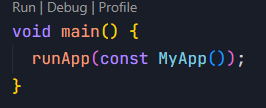 Run | Debug | Profile
void main() {
  runApp(const MyApp());
}